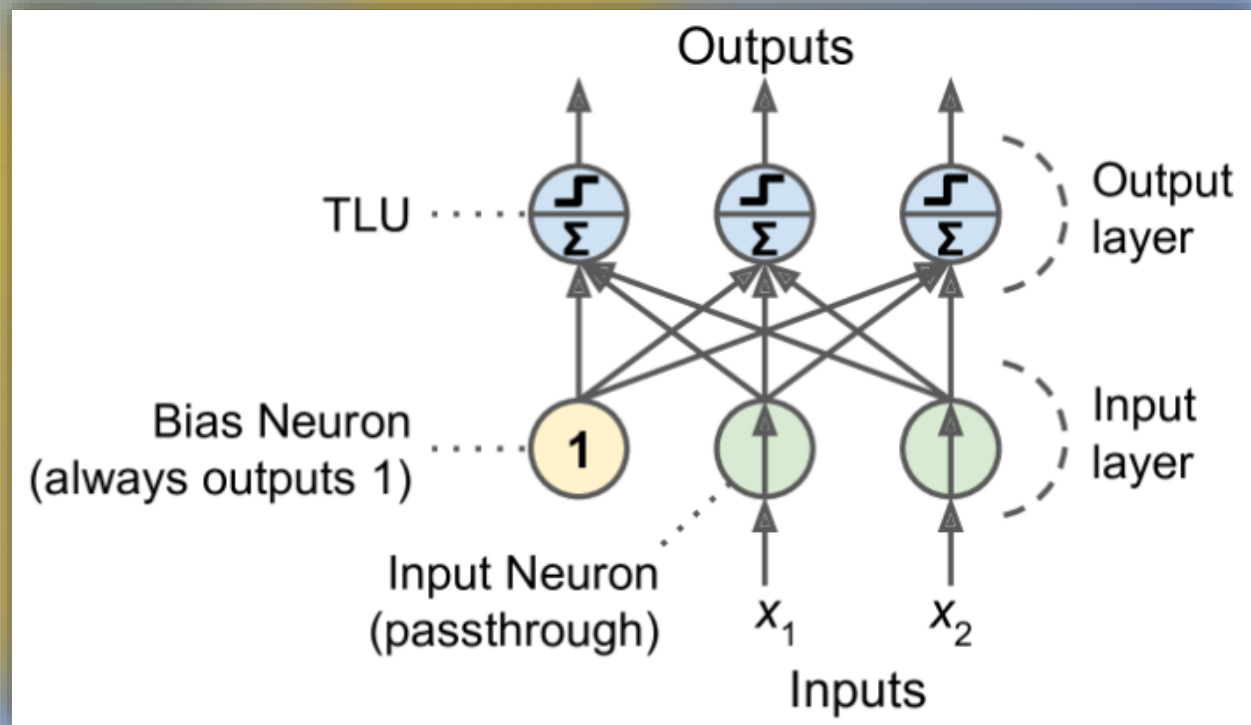 Outputs
TLU
Σ
Σ
Σ
Output
layer
Bias Neuron
(always outputs 1)
1
Input
layer
Input Neuron
(passthrough)
x₁
x₂
Inputs